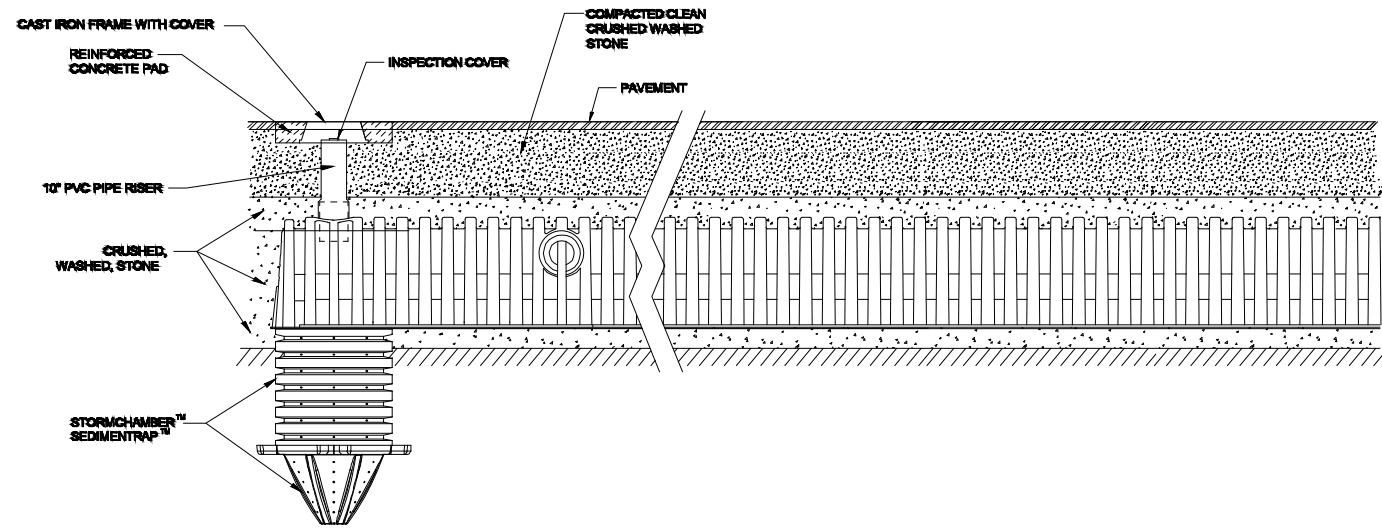 CAST IRON FRAME WITH COVER
REINFORCED
CONCRETE PAD
INSPECTION COVER
COMPACTED CLEAN
CRUSHED WASHED
STONE
PAVEMENT
10" PVC PIPE RISER
CRUSHED,
WASHED, STONE
STORMCHAMBER™
SEDIMENTRAP™